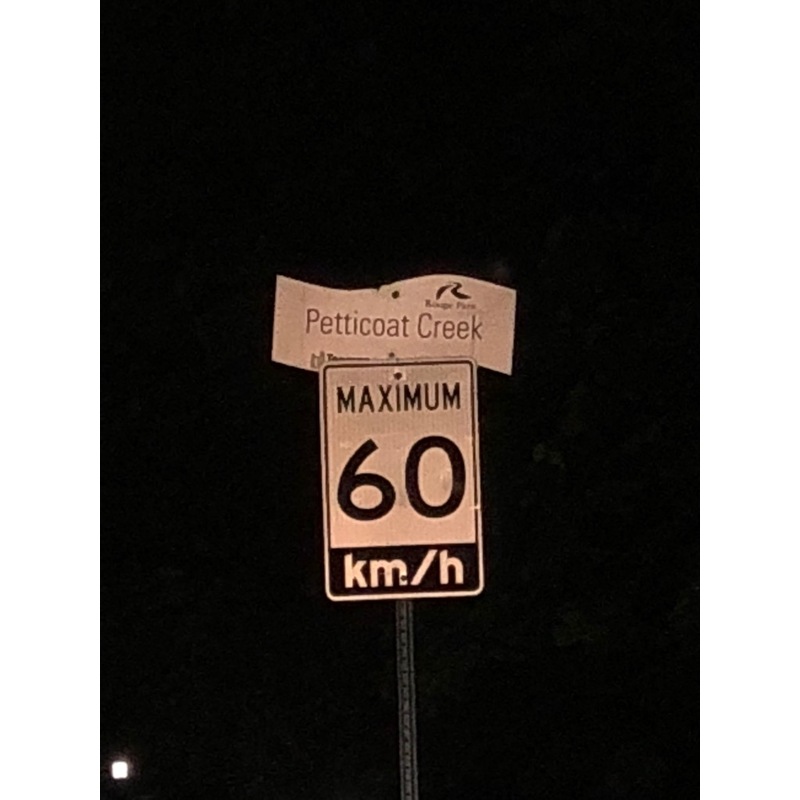 Rouge Park
Petticoat Creek
MAXIMUM
60
km/h